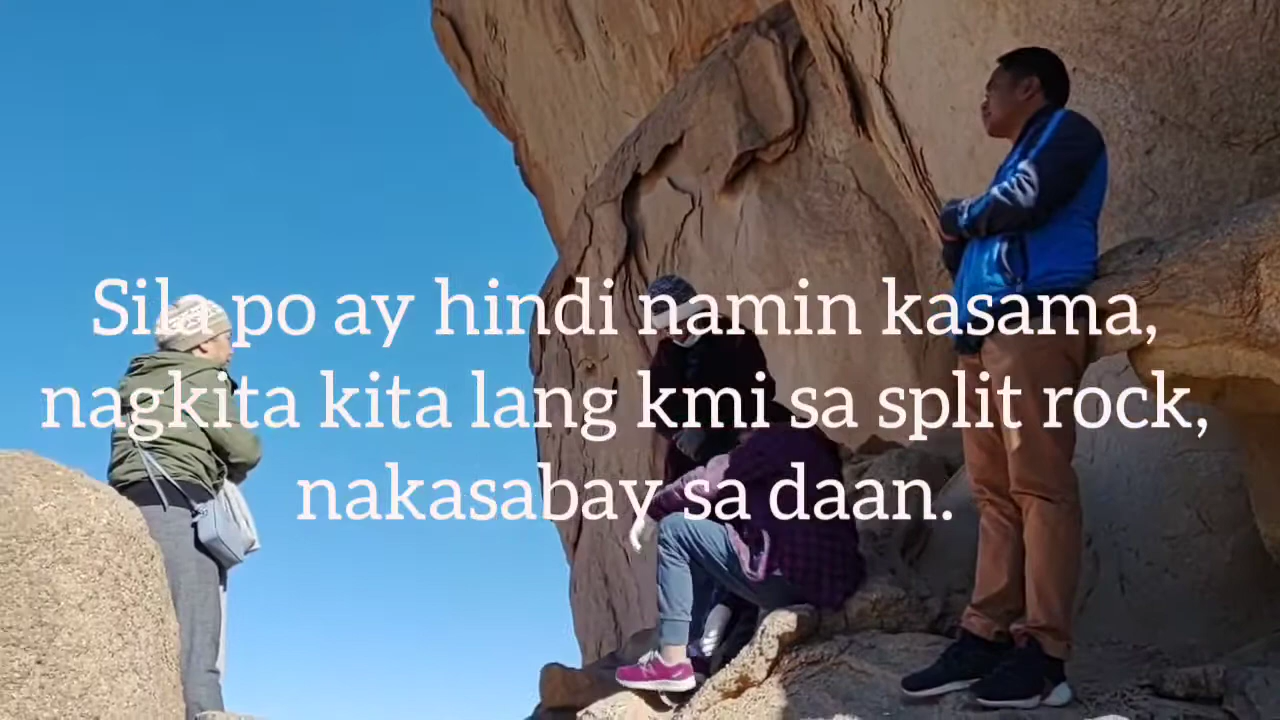 Sila po ay hindi namin kasama,
nagkita kita lang kmi sa split rock,
nakasabay sa daan.